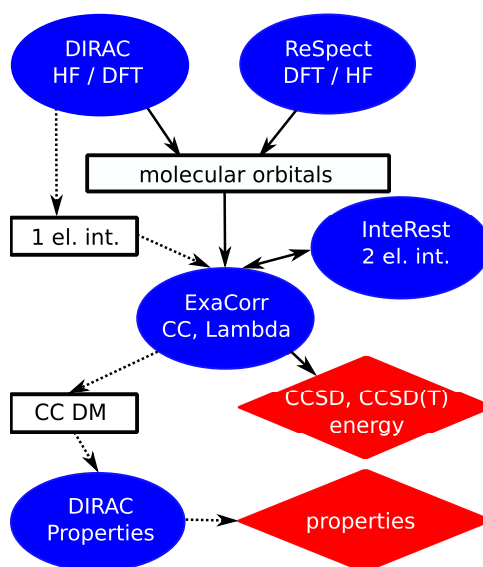 DIRAC
HF / DFT
ReSpect
DFT / HF
molecular orbitals
1 el. int.
InteRest
2 el. int.
ExaCorr
CC, Lambda
CC DM
CCSD, CCSD(T)
energy
DIRAC
Properties
properties